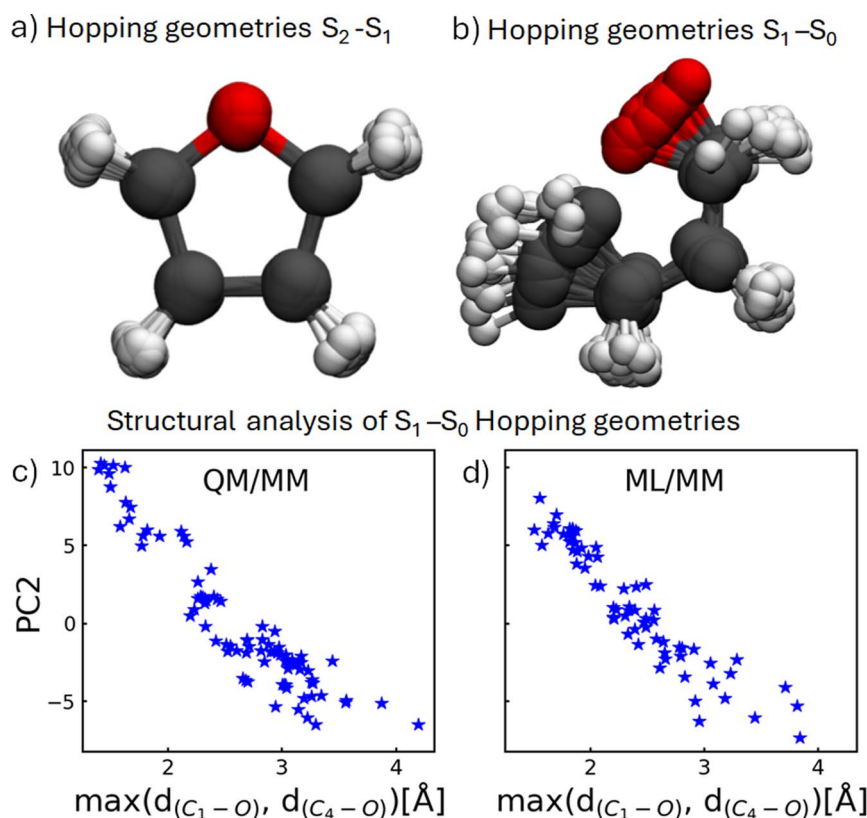 a) Hopping geometries S₂-S₁
b) Hopping geometries S₁–S₀
Structural analysis of S₁–S₀ Hopping geometries
c)
QM/MM
PC2
10
5
0
−5
2
3
4
max(d(C₁ − O), d(C₄ − O))[Å]
d)
ML/MM
2
3
4
max(d(C₁ − O), d(C₄ − O))[Å]